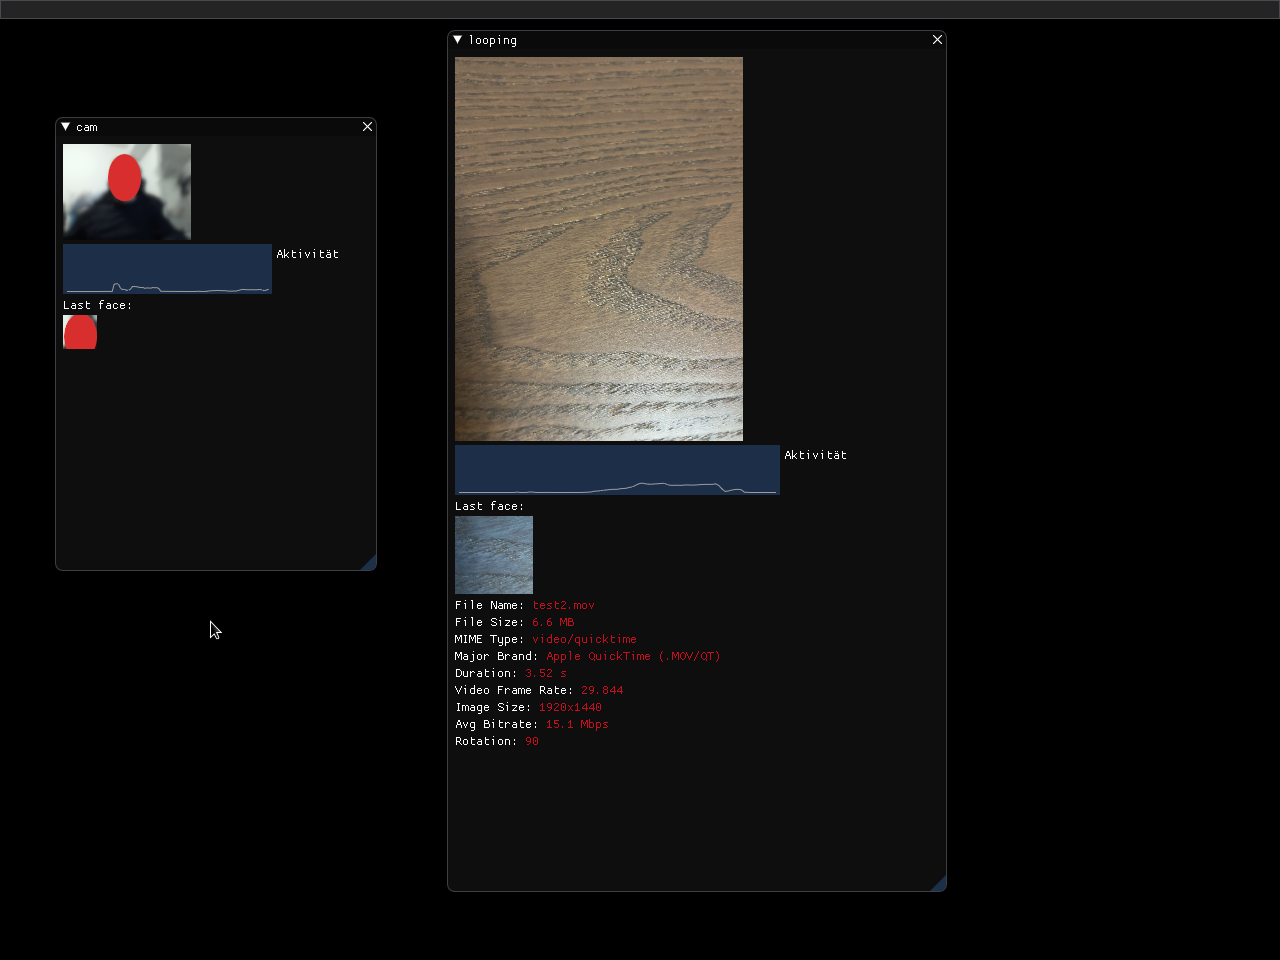 cam
Aktivität
Last face:
looping
Aktivität
Last face:
File Name: test2.mov
File Size: 6.6 MB
MIME Type: video/quicktime
Major Brand: Apple QuickTime (.MOV/QT)
Duration: 3.52 s
Video Frame Rate: 29.844
Image Size: 1920x1440
Avg Bitrate: 15.1 Mbps
Rotation: 90